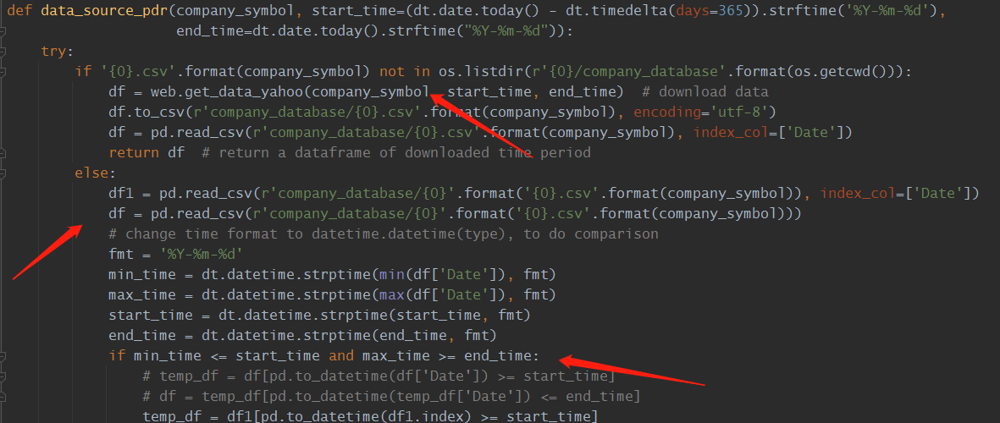 def data_source_pdr(company_symbol, start_time=(dt.date.today() - dt.timedelta(days=365)).strftime('%Y-%m-%d'),
                    end_time=dt.date.today().strftime("%Y-%m-%d")):
    try:
        if '{0}.csv'.format(company_symbol) not in os.listdir(r'{0}/company_database'.format(os.getcwd())):
            df = web.get_data_yahoo(company_symbol, start_time, end_time)  # download data
            df.to_csv(r'company_database/{0}.csv'.format(company_symbol), encoding='utf-8')
            df = pd.read_csv(r'company_database/{0}.csv'.format(company_symbol), index_col=['Date'])
            return df  # return a dataframe of downloaded time period
        else:
            df1 = pd.read_csv(r'company_database/{0}'.format('{0}.csv'.format(company_symbol)), index_col=['Date'])
            df = pd.read_csv(r'company_database/{0}'.format('{0}.csv'.format(company_symbol)))
            # change time format to datetime.datetime(type), to do comparison
            fmt = '%Y-%m-%d'
            min_time = dt.datetime.strptime(min(df['Date']), fmt)
            max_time = dt.datetime.strptime(max(df['Date']), fmt)
            start_time = dt.datetime.strptime(start_time, fmt)
            end_time = dt.datetime.strptime(end_time, fmt)
            if min_time <= start_time and max_time >= end_time:
                # temp_df = df[pd.to_datetime(df['Date']) >= start_time]
                # df = temp_df[pd.to_datetime(temp_df['Date']) <= end_time]
                temp_df = df1[pd.to_datetime(df1.index) >= start_time]